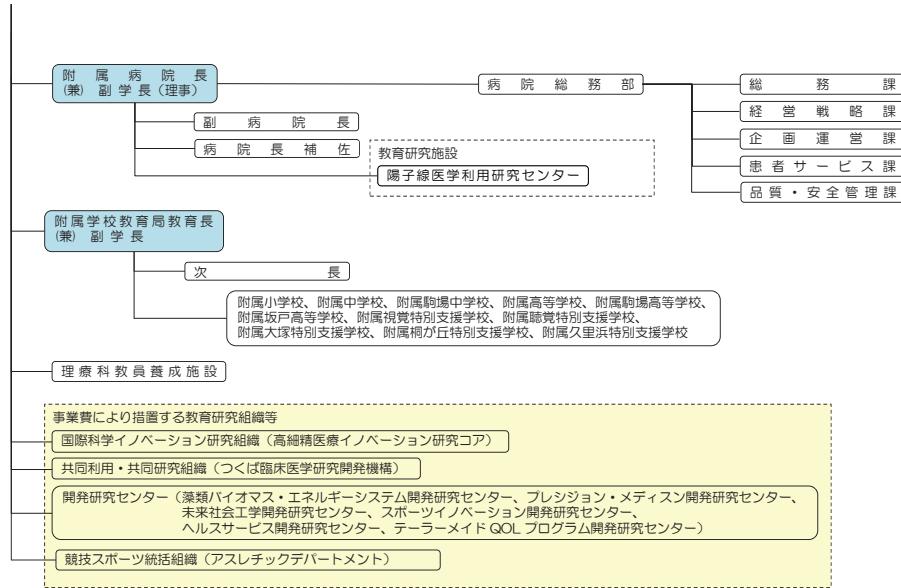 附属病院長
(兼) 副学長（理事）
病院総務部
総務課
経営戦略課
企画運営課
患者サービス課
品質・安全管理課
副病院長
病院長補佐
教育研究施設
陽子線医学利用研究センター
附属学校教育局教育長
(兼) 副学長
次長
附属小学校、附属中学校、附属駒場中学校、附属高等学校、附属駒場高等学校、
附属坂戸高等学校、附属視覚特別支援学校、附属聴覚特別支援学校、
附属大塚特別支援学校、附属桐が丘特別支援学校、附属久里浜特別支援学校
理療科教員養成施設
事業費により措置する教育研究組織等
国際科学イノベーション研究組織（高細精医療イノベーション研究コア）
共同利用・共同研究組織（つくば臨床医学研究開発機構）
開発研究センター（藻類バイオマス・エネルギーシステム開発研究センター、プレシジョン・メディスン開発研究センター、
未来社会工学開発研究センター、スポーツイノベーション開発研究センター、
ヘルスサービス開発研究センター、テーラーメイド QOL プログラム開発研究センター）
競技スポーツ統括組織（アスレチックデパートメント）